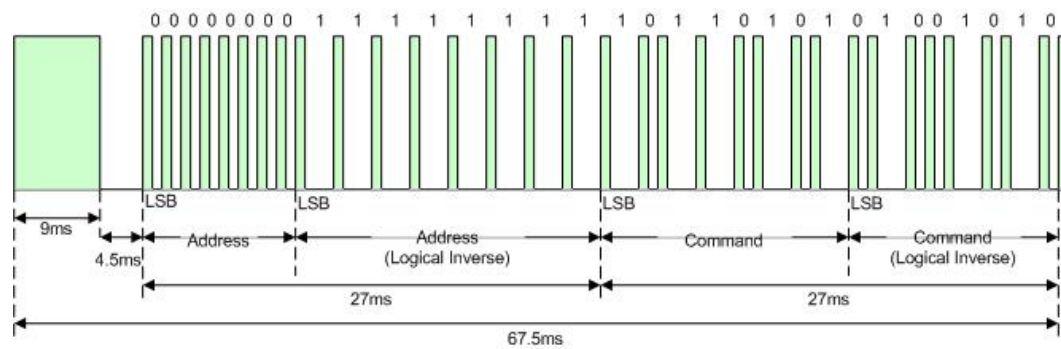 0 0 0 0 0 0 0 0 1 1 1 1 1 1 1 1 1 0 1 1 0 1 0 1 0 1 0 0 1 0 1 0
LSB LSB LSB LSB
9ms
4.5ms
Address
Address
(Logical Inverse)
Command
Command
(Logical Inverse)
27ms 27ms
67.5ms